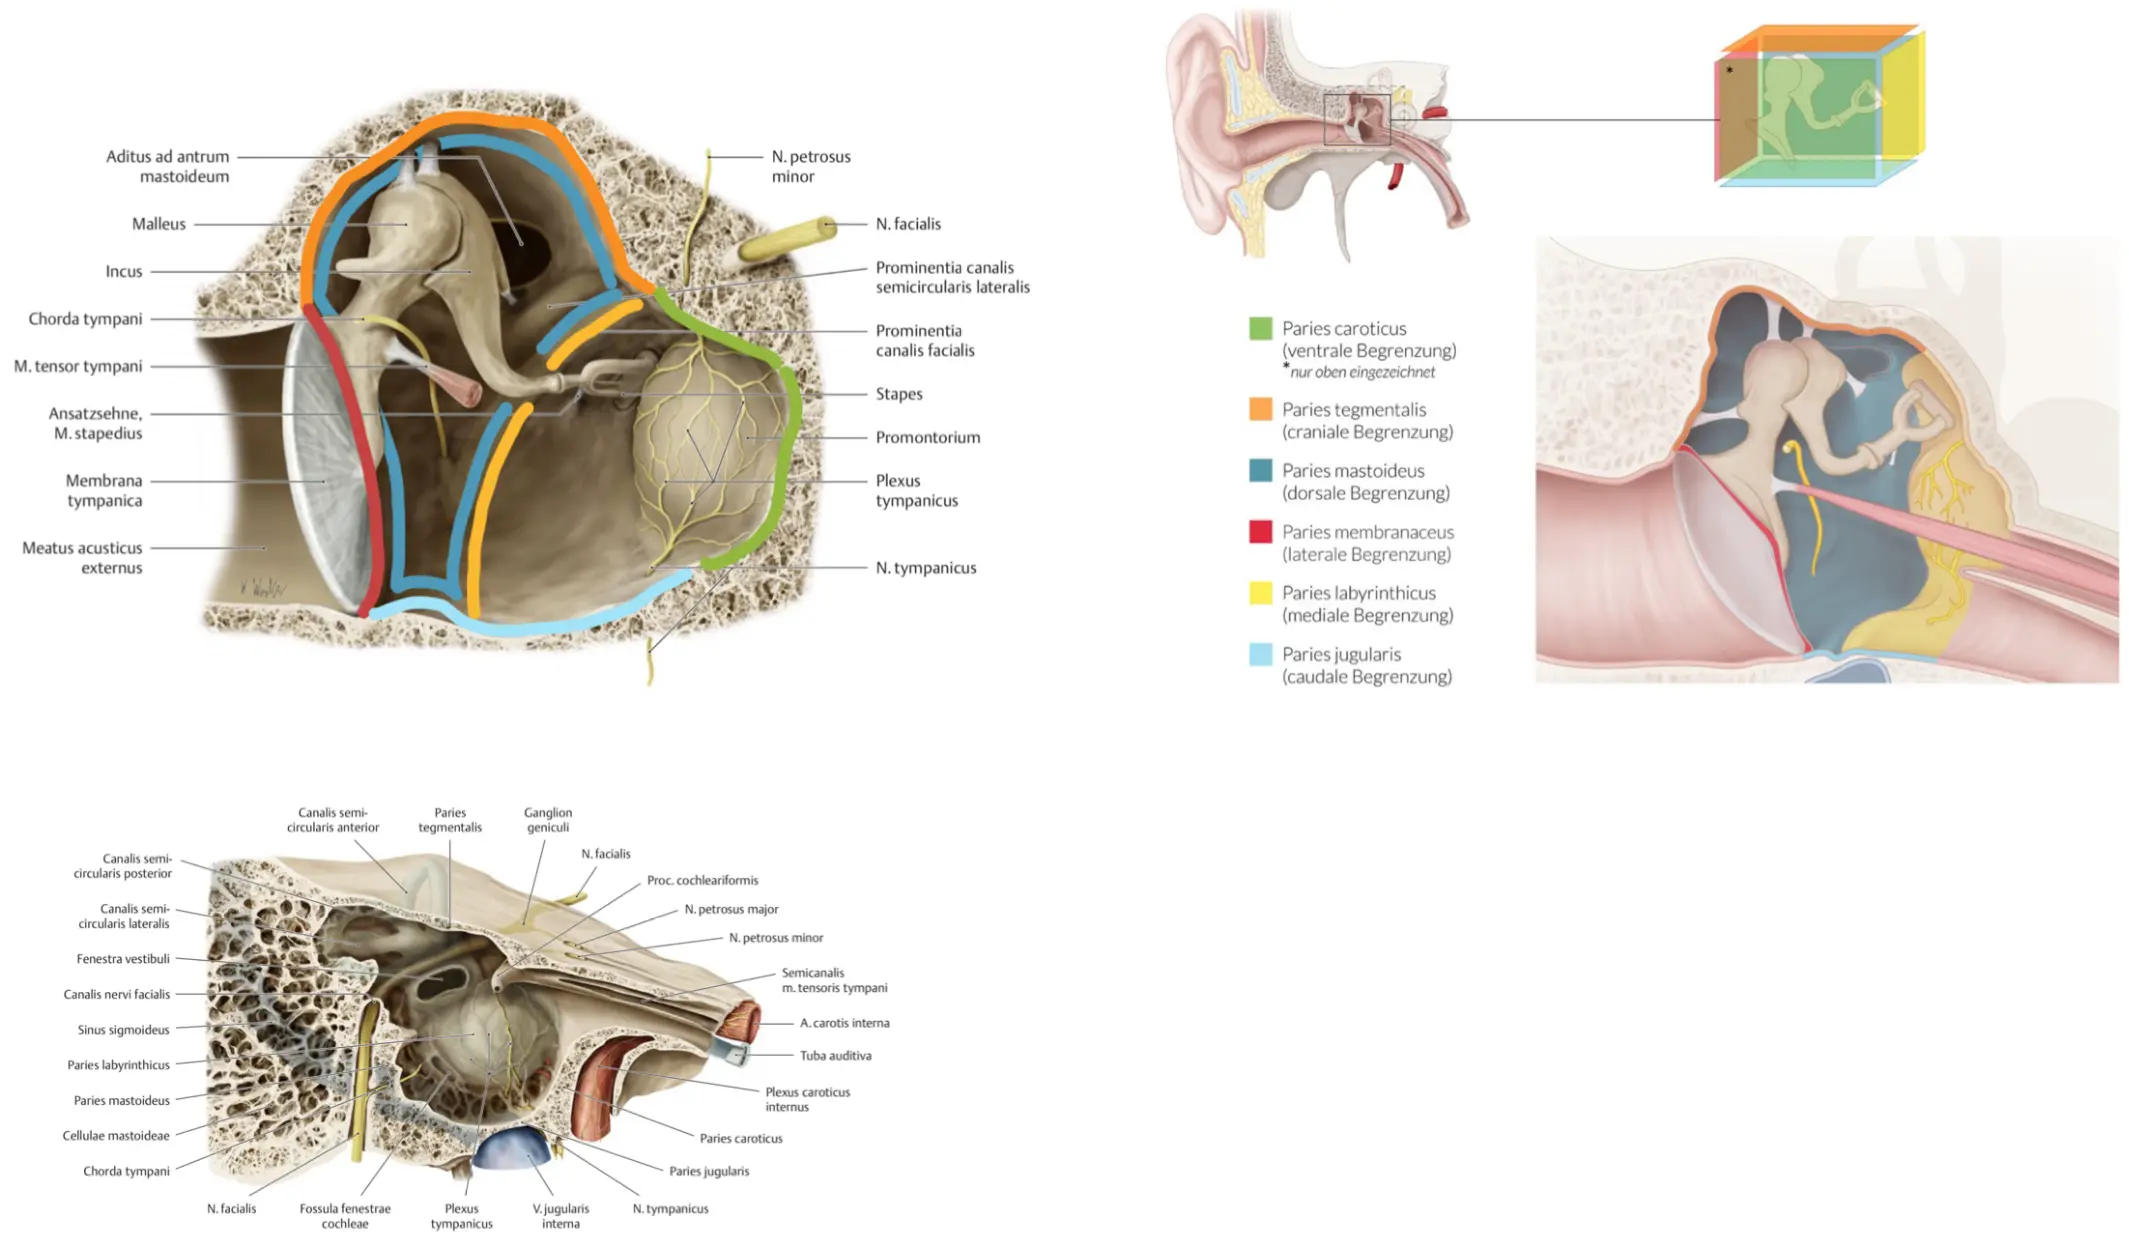 Aditus ad antrum
mastoideum
Malleus
Incus
Chorda tympani
M. tensor tympani
Ansatzsehne,
M. stapedius
Membrana
tympanica
Meatus acusticus
externus
N. petrosus
minor
N. facialis
Prominentia canalis
semicircularis lateralis
Prominentia
canalis facialis
Stapes
Promontorium
Plexus
tympanicus
N. tympanicus
*
Paries caroticus
(ventrale Begrenzung)
*nur oben eingezeichnet
Paries tegmentalis
(craniale Begrenzung)
Paries mastoideus
(dorsale Begrenzung)
Paries membranaceus
(laterale Begrenzung)
Paries labyrinthicus
(mediale Begrenzung)
Paries jugularis
(caudale Begrenzung)
Canalis semi-
circularis anterior
Paries
tegmentalis
Ganglion
geniculi
N. facialis
Proc. cochleariformis
N. petrosus major
N. petrosus minor
Semicanalis
m. tensoris tympani
A. carotis interna
Tuba auditiva
Plexus caroticus
internus
Paries caroticus
Paries jugularis
Canalis semi-
circularis posterior
Canalis semi-
circularis lateralis
Fenestra vestibuli
Canalis nervi facialis
Sinus sigmoideus
Paries labyrinthicus
Paries mastoideus
Cellulae mastoideae
Chorda tympani
N. facialis
Fossula fenestrae
cochleae
Plexus
tympanicus
V. jugularis
interna
N. tympanicus